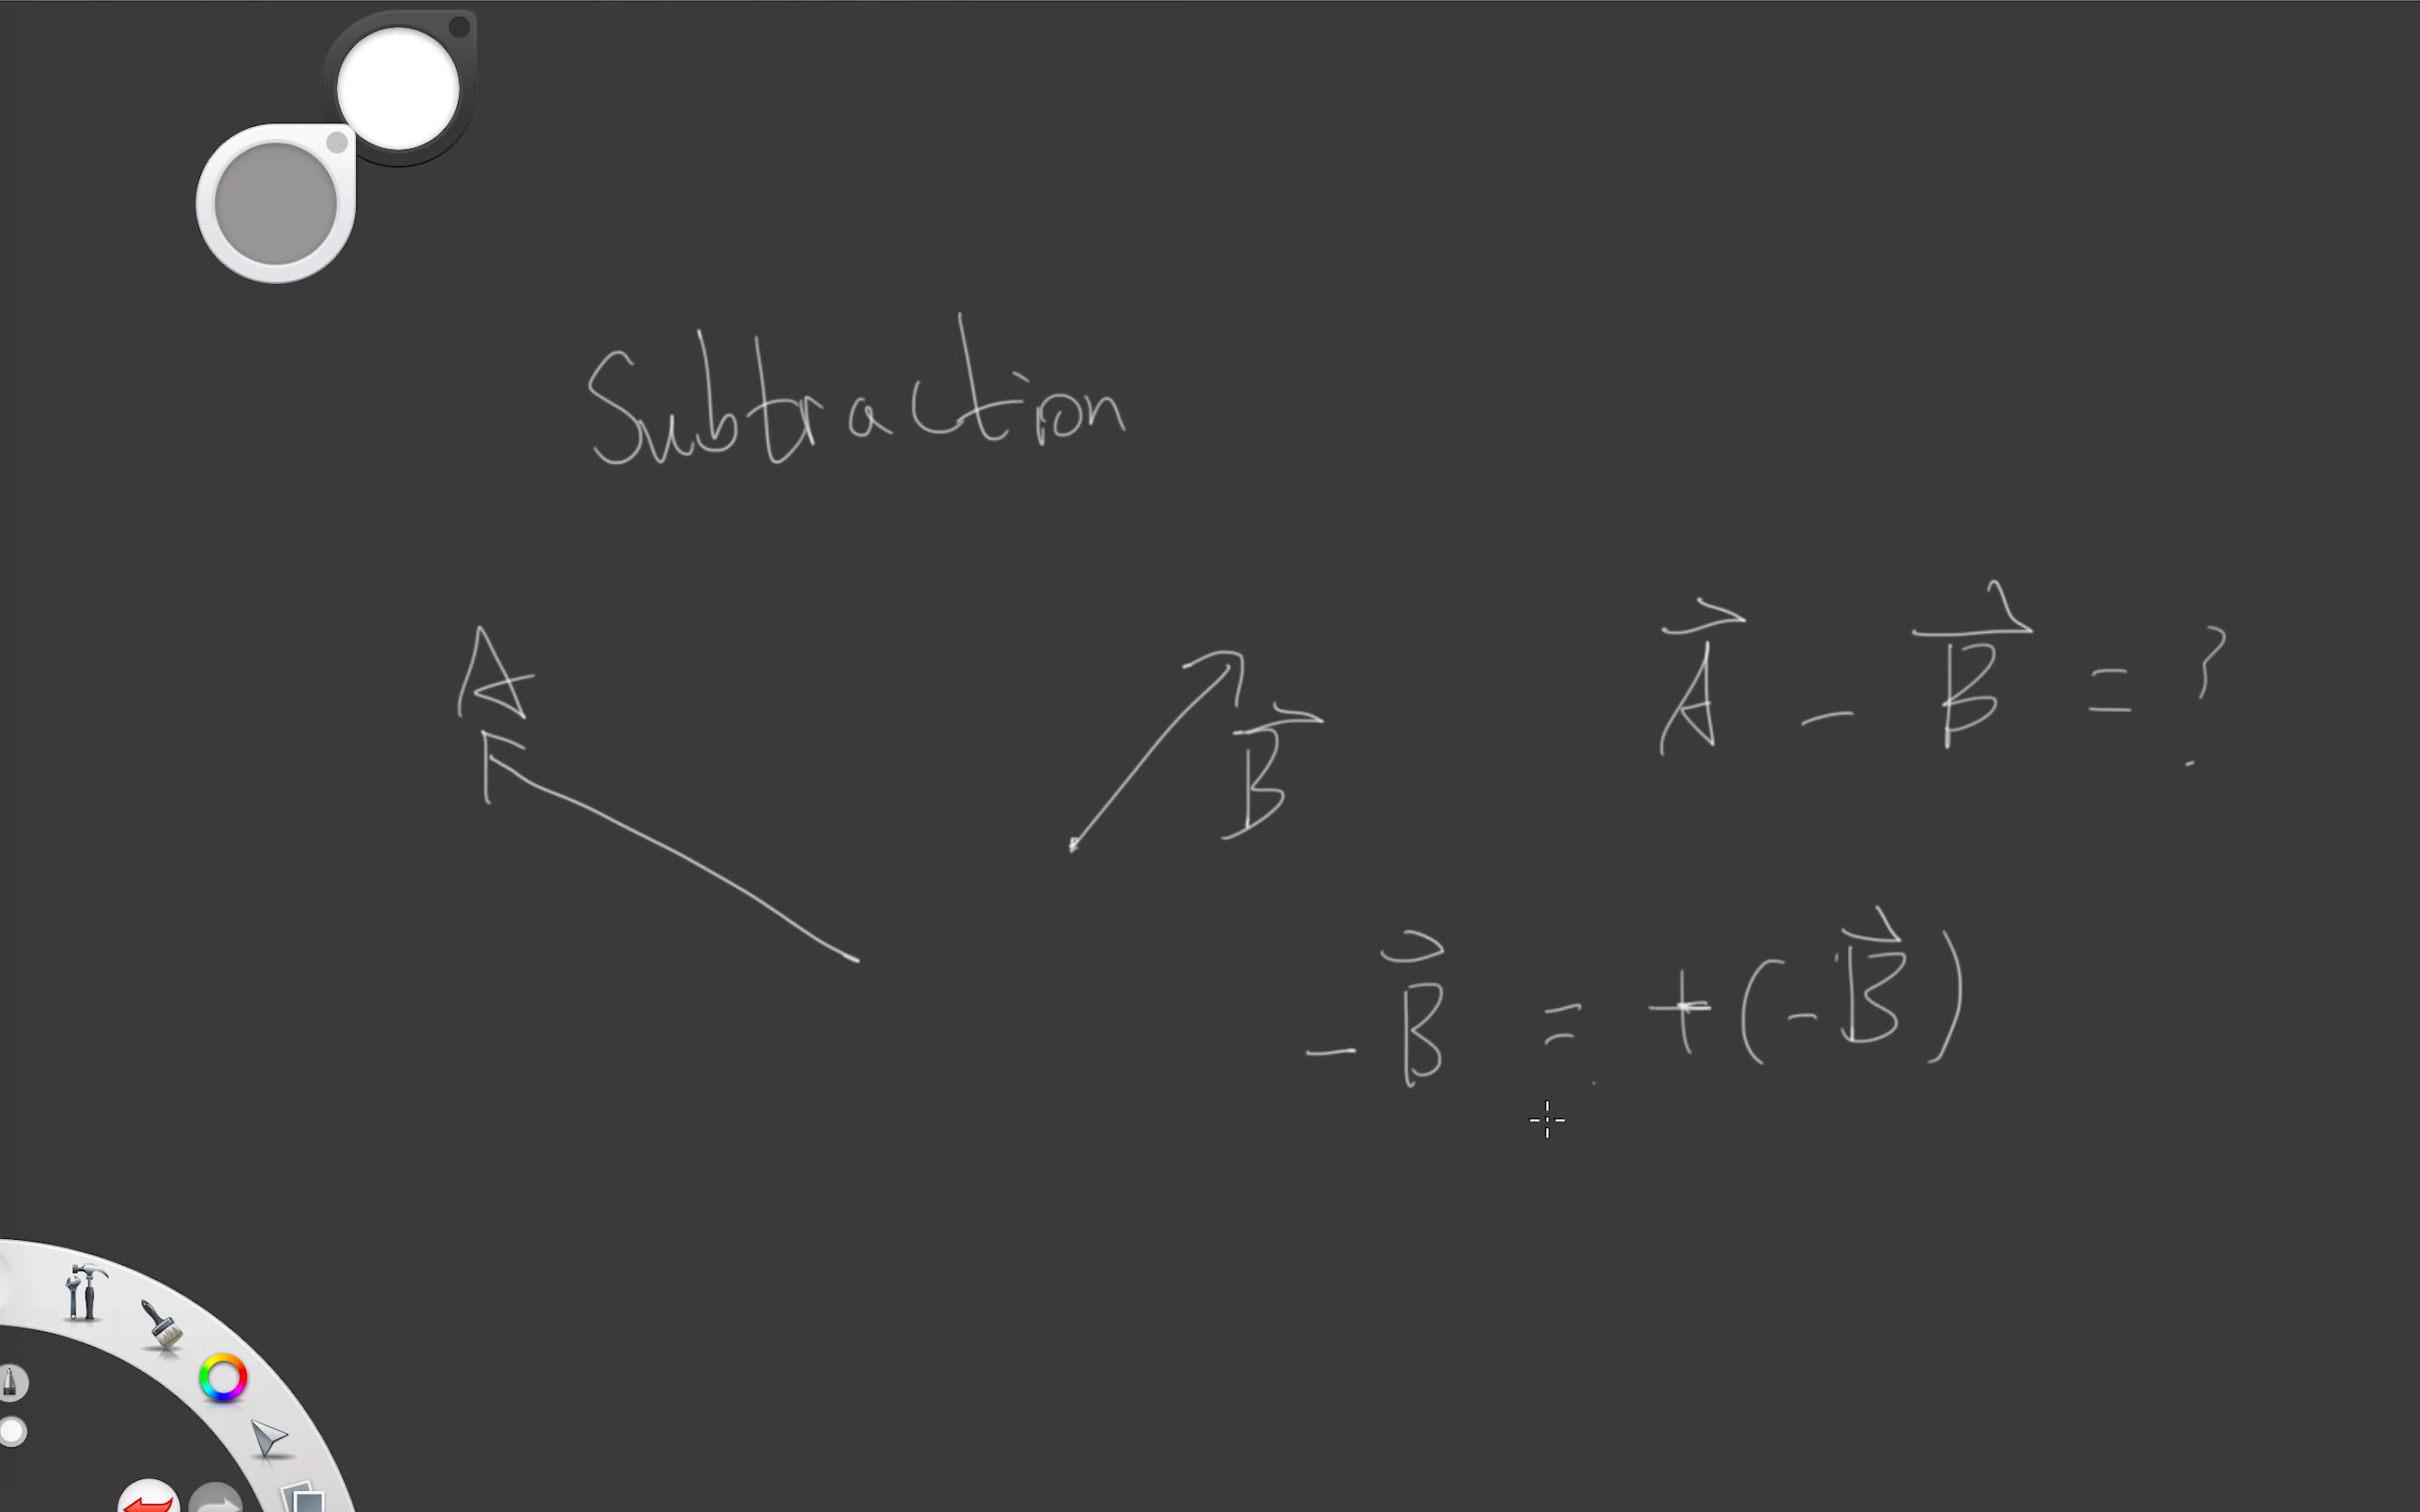 Subtraction
A
B⃗
A⃗ - B⃗ = ?
- B⃗ = + (- B⃗)